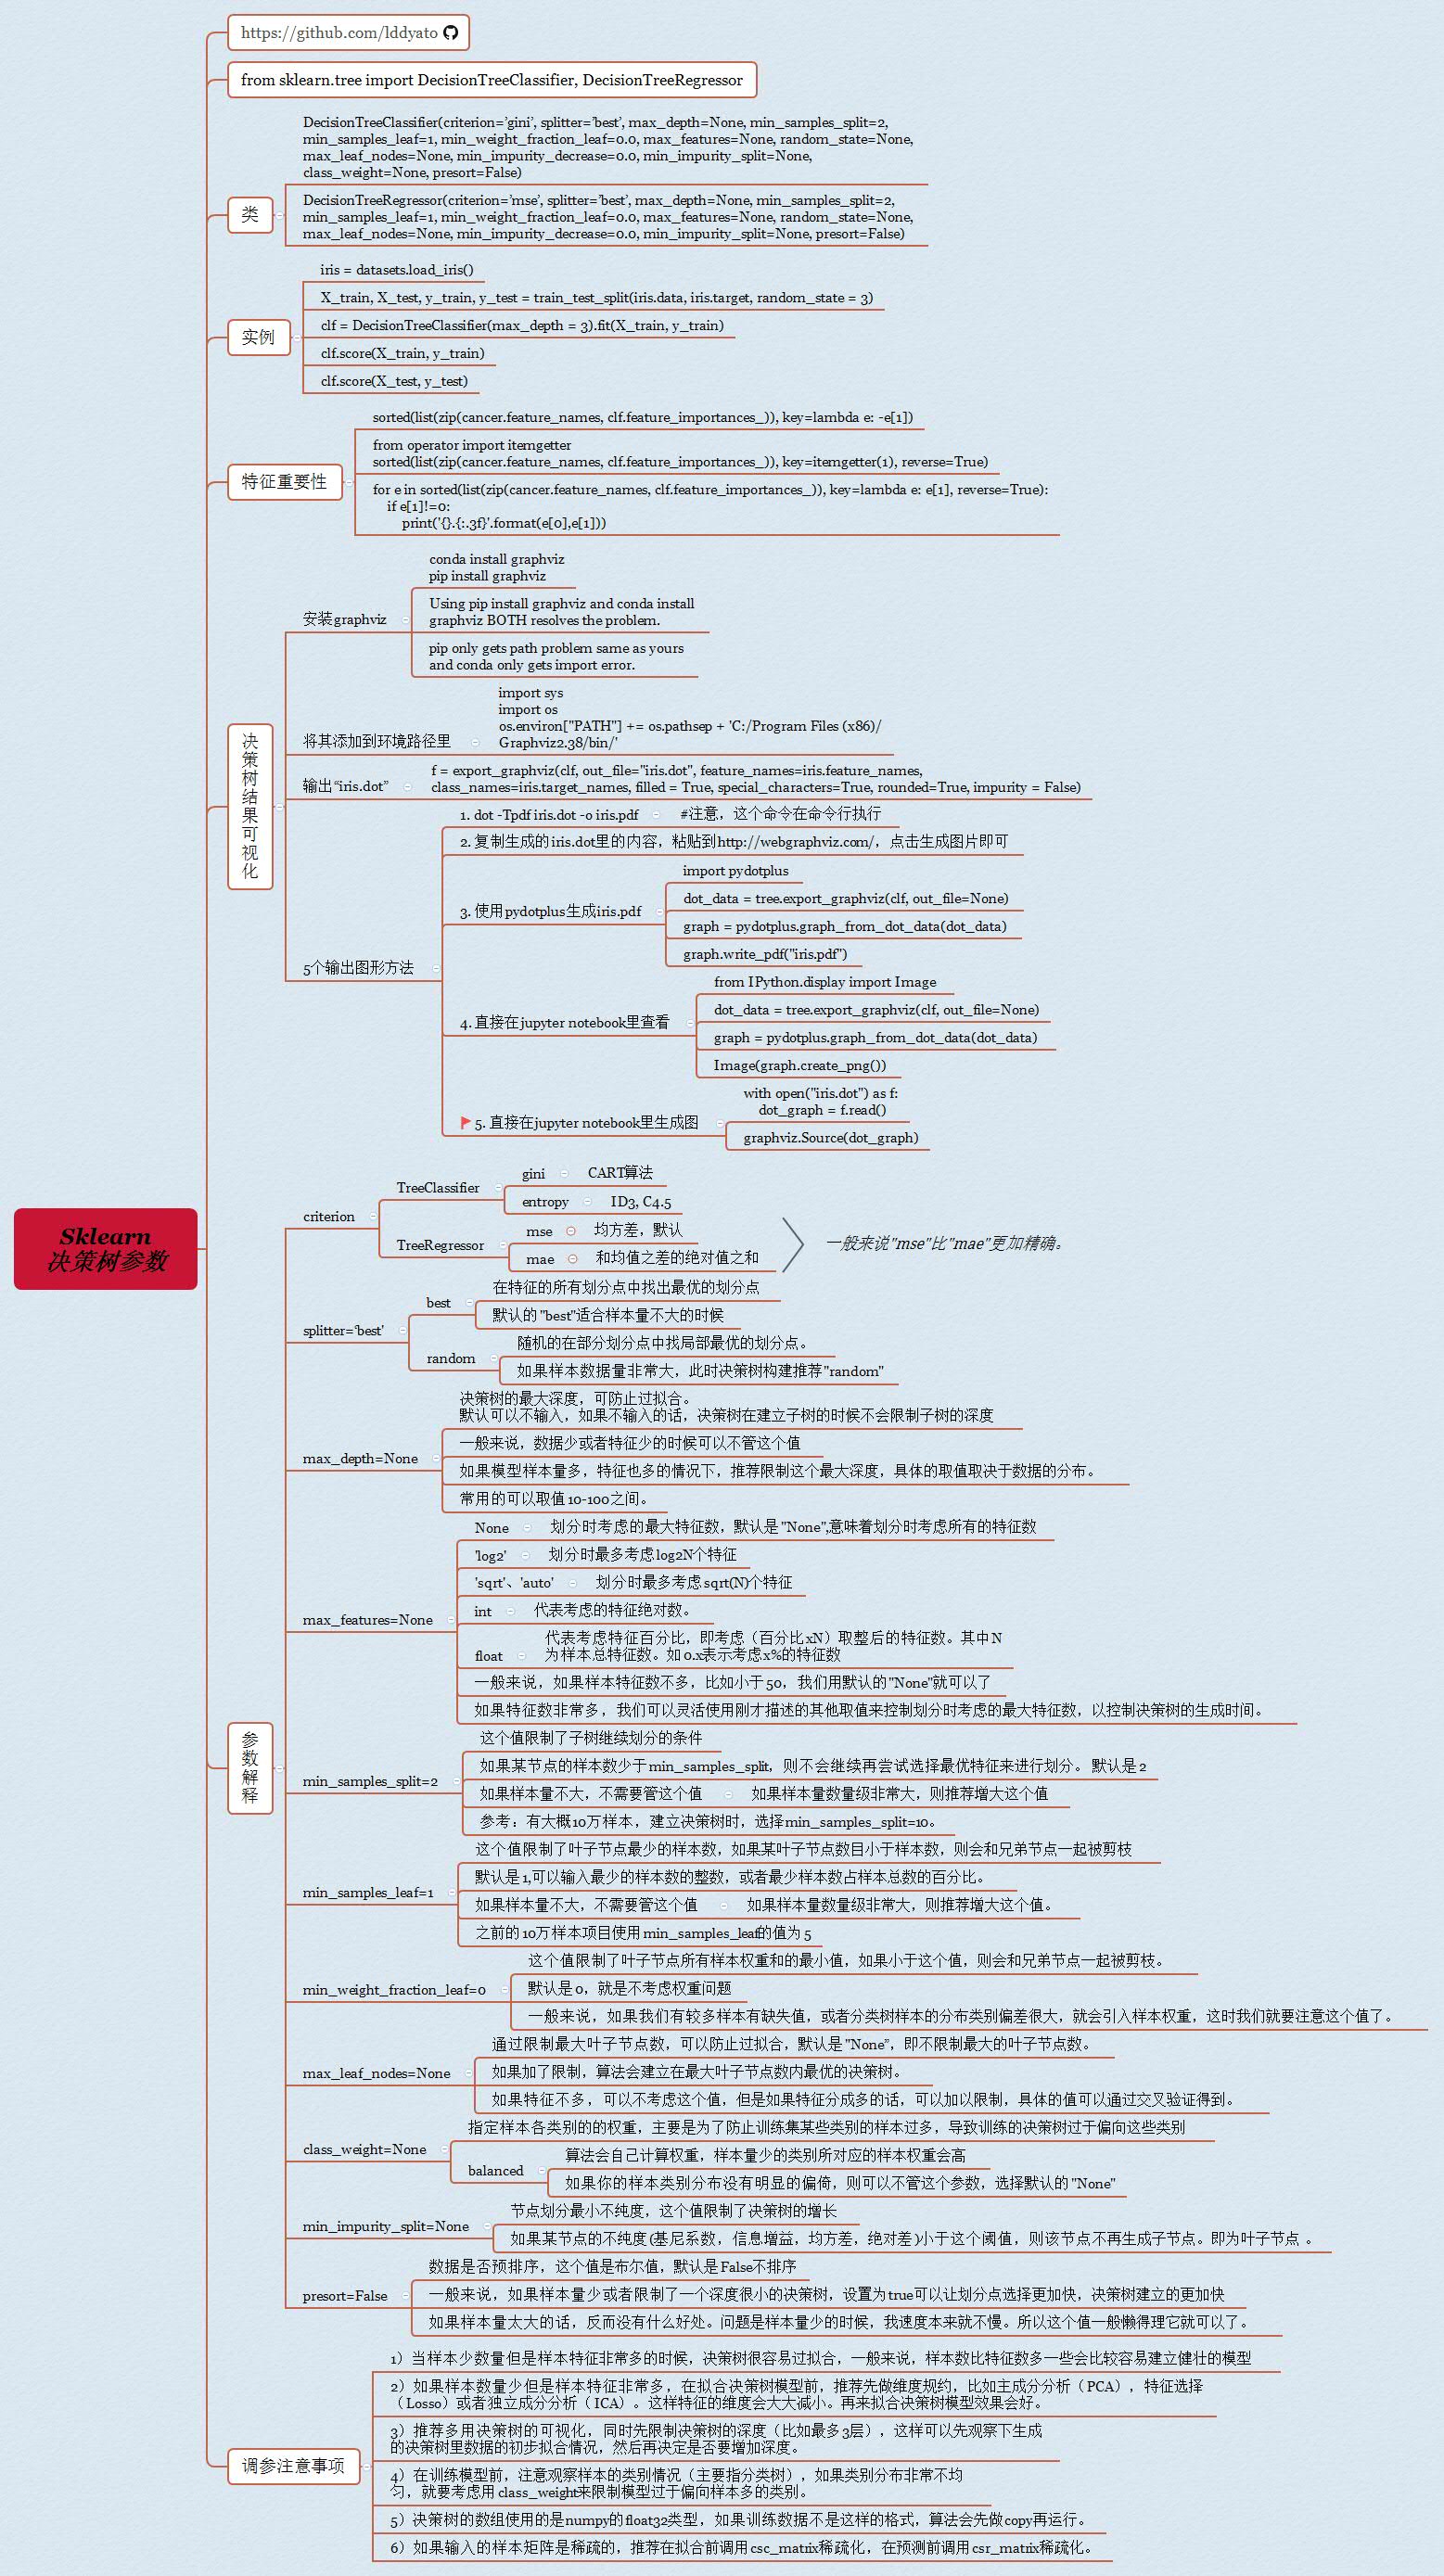 https://github.com/lddyato
from sklearn.tree import DecisionTreeClassifier, DecisionTreeRegressor
类
DecisionTreeClassifier(criterion=’gini’, splitter=’best’, max_depth=None, min_samples_split=2,
min_samples_leaf=1, min_weight_fraction_leaf=0.0, max_features=None, random_state=None,
max_leaf_nodes=None, min_impurity_decrease=0.0, min_impurity_split=None,
class_weight=None, presort=False)
DecisionTreeRegressor(criterion=’mse’, splitter=’best’, max_depth=None, min_samples_split=2,
min_samples_leaf=1, min_weight_fraction_leaf=0.0, max_features=None, random_state=None,
max_leaf_nodes=None, min_impurity_decrease=0.0, min_impurity_split=None, presort=False)
实例
iris = datasets.load_iris()
X_train, X_test, y_train, y_test = train_test_split(iris.data, iris.target, random_state = 3)
clf = DecisionTreeClassifier(max_depth = 3).fit(X_train, y_train)
clf.score(X_train, y_train)
clf.score(X_test, y_test)
特征重要性
sorted(list(zip(cancer.feature_names, clf.feature_importances_)), key=lambda e: -e[1])
from operator import itemgetter
sorted(list(zip(cancer.feature_names, clf.feature_importances_)), key=itemgetter(1), reverse=True)
for e in sorted(list(zip(cancer.feature_names, clf.feature_importances_)), key=lambda e: e[1], reverse=True):
if e[1]!=0:
print('{}.{:.3f}'.format(e[0],e[1]))
决策树结果可视化
安装graphviz
conda install graphviz
pip install graphviz
Using pip install graphviz and conda install
graphviz BOTH resolves the problem.
pip only gets path problem same as yours
and conda only gets import error.
将其添加到环境路径里
import sys
import os
os.environ["PATH"] += os.pathsep + 'C:/Program Files (x86)/
Graphviz2.38/bin/'
输出“iris.dot”
f = export_graphviz(clf, out_file="iris.dot", feature_names=iris.feature_names,
class_names=iris.target_names, filled = True, special_characters=True, rounded=True, impurity = False)
5个输出图形方法
1. dot -Tpdf iris.dot -o iris.pdf
#注意，这个命令在命令行执行
2. 复制生成的iris.dot里的内容，粘贴到http://webgraphviz.com/，点击生成图片即可
3. 使用pydotplus生成iris.pdf
import pydotplus
dot_data = tree.export_graphviz(clf, out_file=None)
graph = pydotplus.graph_from_dot_data(dot_data)
graph.write_pdf("iris.pdf")
4. 直接在jupyter notebook里查看
from IPython.display import Image
dot_data = tree.export_graphviz(clf, out_file=None)
graph = pydotplus.graph_from_dot_data(dot_data)
Image(graph.create_png())
5. 直接在jupyter notebook里生成图
with open("iris.dot") as f:
dot_graph = f.read()
graphviz.Source(dot_graph)
Sklearn
决策树参数
参数解释
criterion
TreeClassifier
gini
CART算法
entropy
ID3, C4.5
TreeRegressor
mse
均方差，默认
mae
和均值之差的绝对值之和
一般来说"mse"比"mae"更加精确。
splitter=‘best’
best
在特征的所有划分点中找出最优的划分点
默认的"best"适合样本量不大的时候
random
随机的在部分划分点中找局部最优的划分点。
如果样本数据量非常大，此时决策树构建推荐"random"
max_depth=None
决策树的最大深度，可防止过拟合。
默认可以不输入，如果不输入的话，决策树在建立子树的时候不会限制子树的深度
一般来说，数据少或者特征少的时候可以不管这个值
如果模型样本量多，特征也多的情况下，推荐限制这个最大深度，具体的取值取决于数据的分布。
常用的可以取值10-100之间。
max_features=None
None
划分时考虑的最大特征数，默认是"None",意味着划分时考虑所有的特征数
'log2'
划分时最多考虑log2N个特征
'sqrt'、'auto'
划分时最多考虑sqrt(N)个特征
int
代表考虑的特征绝对数。
float
代表考虑特征百分比，即考虑（百分比xN）取整后的特征数。其中N
为样本总特征数。如0.x表示考虑x%的特征数
一般来说，如果样本特征数不多，比如小于50，我们用默认的"None"就可以了
如果特征数非常多，我们可以灵活使用刚才描述的其他取值来控制划分时考虑的最大特征数，以控制决策树的生成时间。
min_samples_split=2
这个值限制了子树继续划分的条件
如果某节点的样本数少于min_samples_split，则不会继续再尝试选择最优特征来进行划分。默认是2
如果样本量不大，不需要管这个值
如果样本量数量级非常大，则推荐增大这个值
参考：有大概10万样本，建立决策树时，选择min_samples_split=10。
min_samples_leaf=1
这个值限制了叶子节点最少的样本数，如果某叶子节点数目小于样本数，则会和兄弟节点一起被剪枝
默认是1,可以输入最少的样本数的整数，或者最少样本数占样本总数的百分比。
如果样本量不大，不需要管这个值
如果样本量数量级非常大，则推荐增大这个值。
之前的10万样本项目使用min_samples_leaf的值为5
min_weight_fraction_leaf=0
这个值限制了叶子节点所有样本权重和的最小值，如果小于这个值，则会和兄弟节点一起被剪枝。
默认是0，就是不考虑权重问题
一般来说，如果我们有较多样本有缺失值，或者分类树样本的分布类别偏差很大，就会引入样本权重，这时我们就要注意这个值了。
max_leaf_nodes=None
通过限制最大叶子节点数，可以防止过拟合，默认是"None”，即不限制最大的叶子节点数。
如果加了限制，算法会建立在最大叶子节点数内最优的决策树。
如果特征不多，可以不考虑这个值，但是如果特征分成多的话，可以加以限制，具体的值可以通过交叉验证得到。
class_weight=None
指定样本各类别的的权重，主要是为了防止训练集某些类别的样本过多，导致训练的决策树过于偏向这些类别
balanced
算法会自己计算权重，样本量少的类别所对应的样本权重会高
如果你的样本类别分布没有明显的偏倚，则可以不管这个参数，选择默认的"None"
min_impurity_split=None
节点划分最小不纯度，这个值限制了决策树的增长
如果某节点的不纯度(基尼系数，信息增益，均方差，绝对差)小于这个阈值，则该节点不再生成子节点。即为叶子节点 。
presort=False
数据是否预排序，这个值是布尔值，默认是False不排序
一般来说，如果样本量少或者限制了一个深度很小的决策树，设置为true可以让划分点选择更加快，决策树建立的更加快
如果样本量太大的话，反而没有什么好处。问题是样本量少的时候，我速度本来就不慢。所以这个值一般懒得理它就可以了。
调参注意事项
1）当样本少数量但是样本特征非常多的时候，决策树很容易过拟合，一般来说，样本数比特征数多一些会比较容易建立健壮的模型
2）如果样本数量少但是样本特征非常多，在拟合决策树模型前，推荐先做维度规约，比如主成分分析（PCA），特征选择
（Losso）或者独立成分分析（ICA）。这样特征的维度会大大减小。再来拟合决策树模型效果会好。
3）推荐多用决策树的可视化，同时先限制决策树的深度（比如最多3层），这样可以先观察下生成
的决策树里数据的初步拟合情况，然后再决定是否要增加深度。
4）在训练模型前，注意观察样本的类别情况（主要指分类树），如果类别分布非常不均
匀，就要考虑用class_weight来限制模型过于偏向样本多的类别。
5）决策树的数组使用的是numpy的float32类型，如果训练数据不是这样的格式，算法会先做copy再运行。
6）如果输入的样本矩阵是稀疏的，推荐在拟合前调用csc_matrix稀疏化，在预测前调用csr_matrix稀疏化。